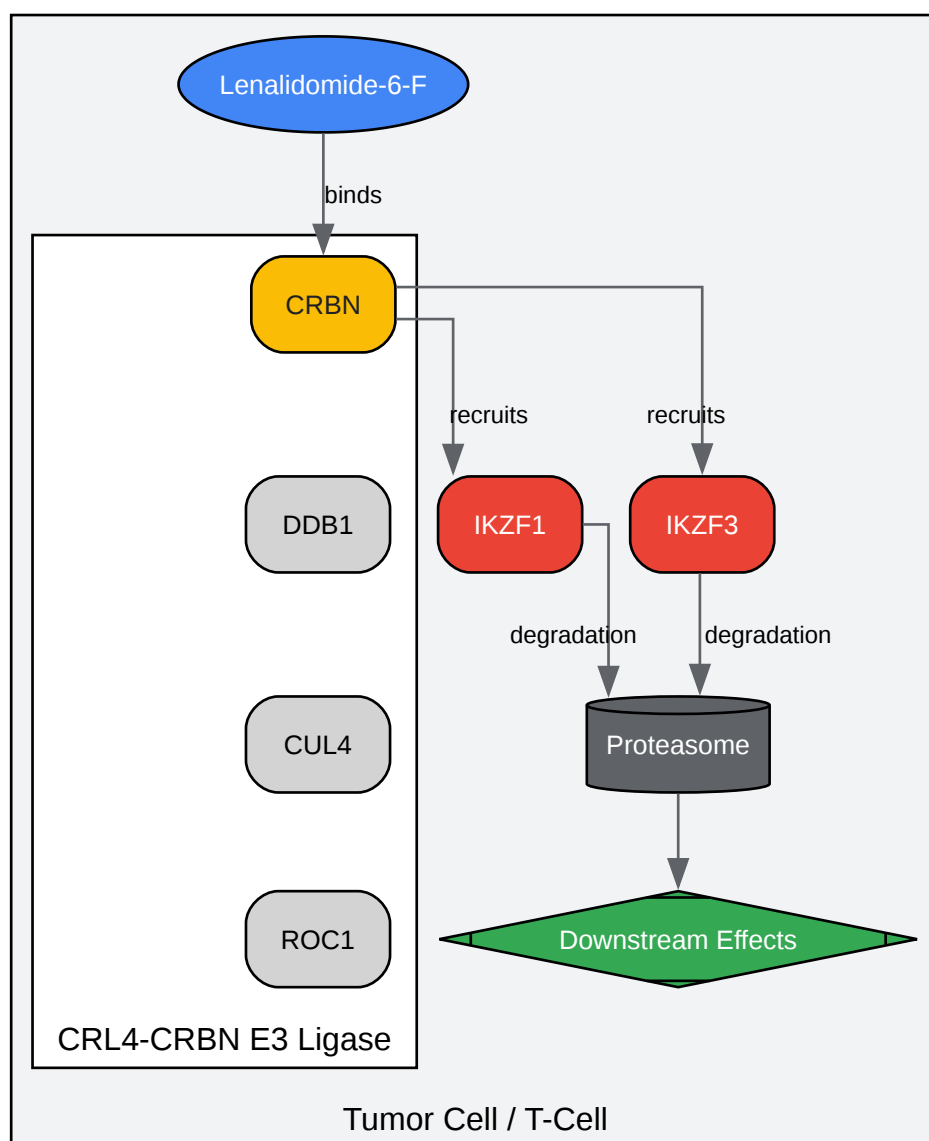 Lenalidomide-6-F
binds
CRBN
recruits
recruits
DDB1
IKZF1
IKZF3
degradation
degradation
CUL4
Proteasome
ROC1
Downstream Effects
CRL4-CRBN E3 Ligase
Tumor Cell / T-Cell